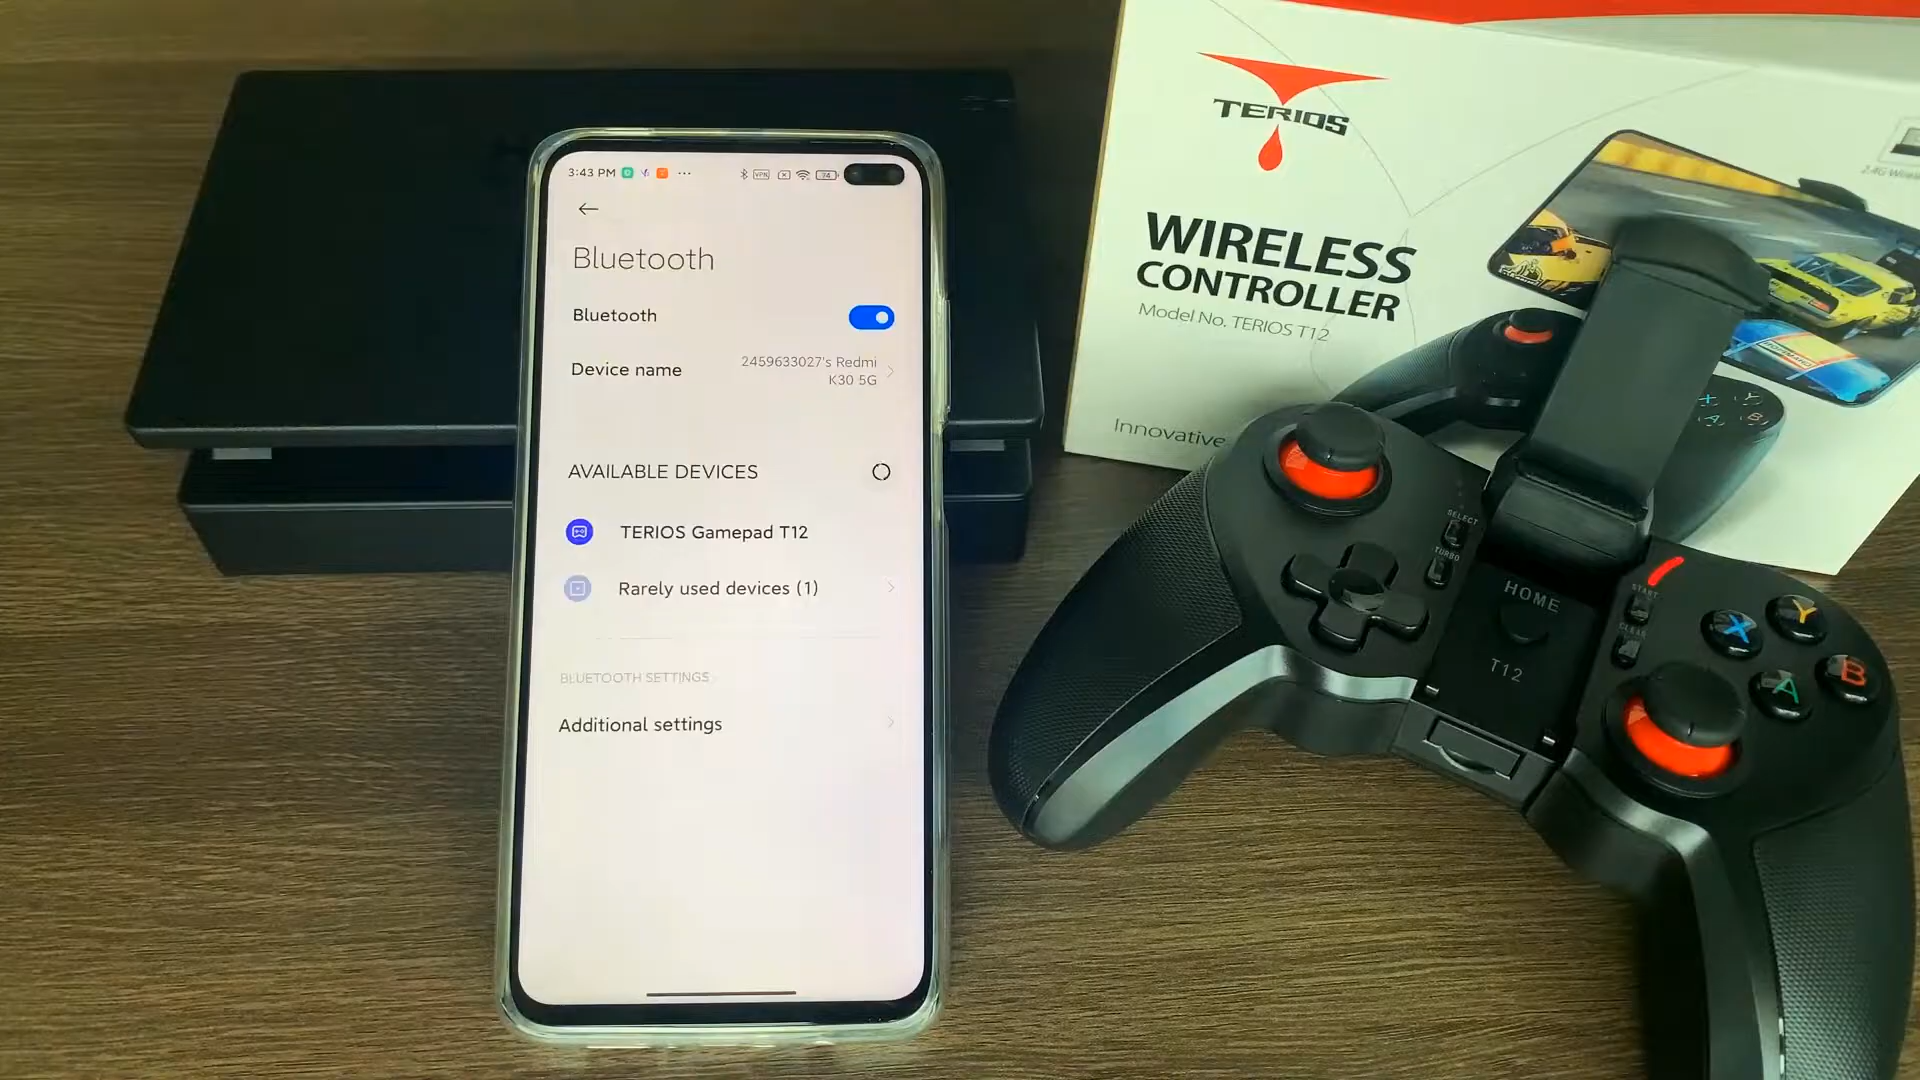 3:43 PM
VPN
74
Bluetooth
Bluetooth
Device name
2459633027's Redmi
K30 5G
AVAILABLE DEVICES
TERIOS Gamepad T12
Rarely used devices (1)
BLUETOOTH SETTINGS
Additional settings
TERIOS
WIRELESS
CONTROLLER
Model No. TERIOS T12
Innovative
X
Y
A
B
SELECT
TURBO
HOME
T12
START
CLEAR
X
Y
A
B